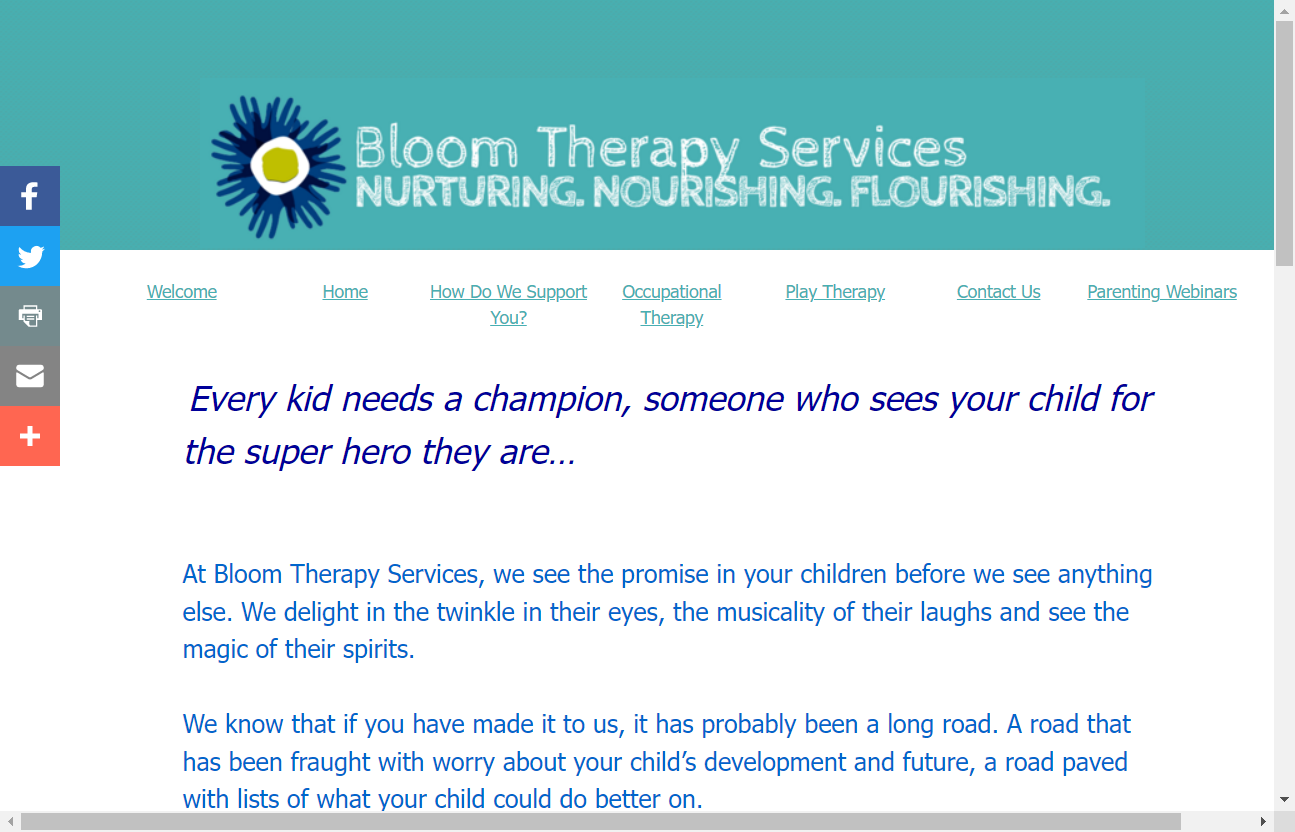 Bloom Therapy Services
NURTURING. NOURISHING. FLOURISHING.
Welcome
Home
How Do We Support
You?
Occupational
Therapy
Play Therapy
Contact Us
Parenting Webinars
Every kid needs a champion, someone who sees your child for
the super hero they are...
At Bloom Therapy Services, we see the promise in your children before we see anything
else. We delight in the twinkle in their eyes, the musicality of their laughs and see the
magic of their spirits.
We know that if you have made it to us, it has probably been a long road. A road that
has been fraught with worry about your child’s development and future, a road paved
with lists of what your child could do better on.